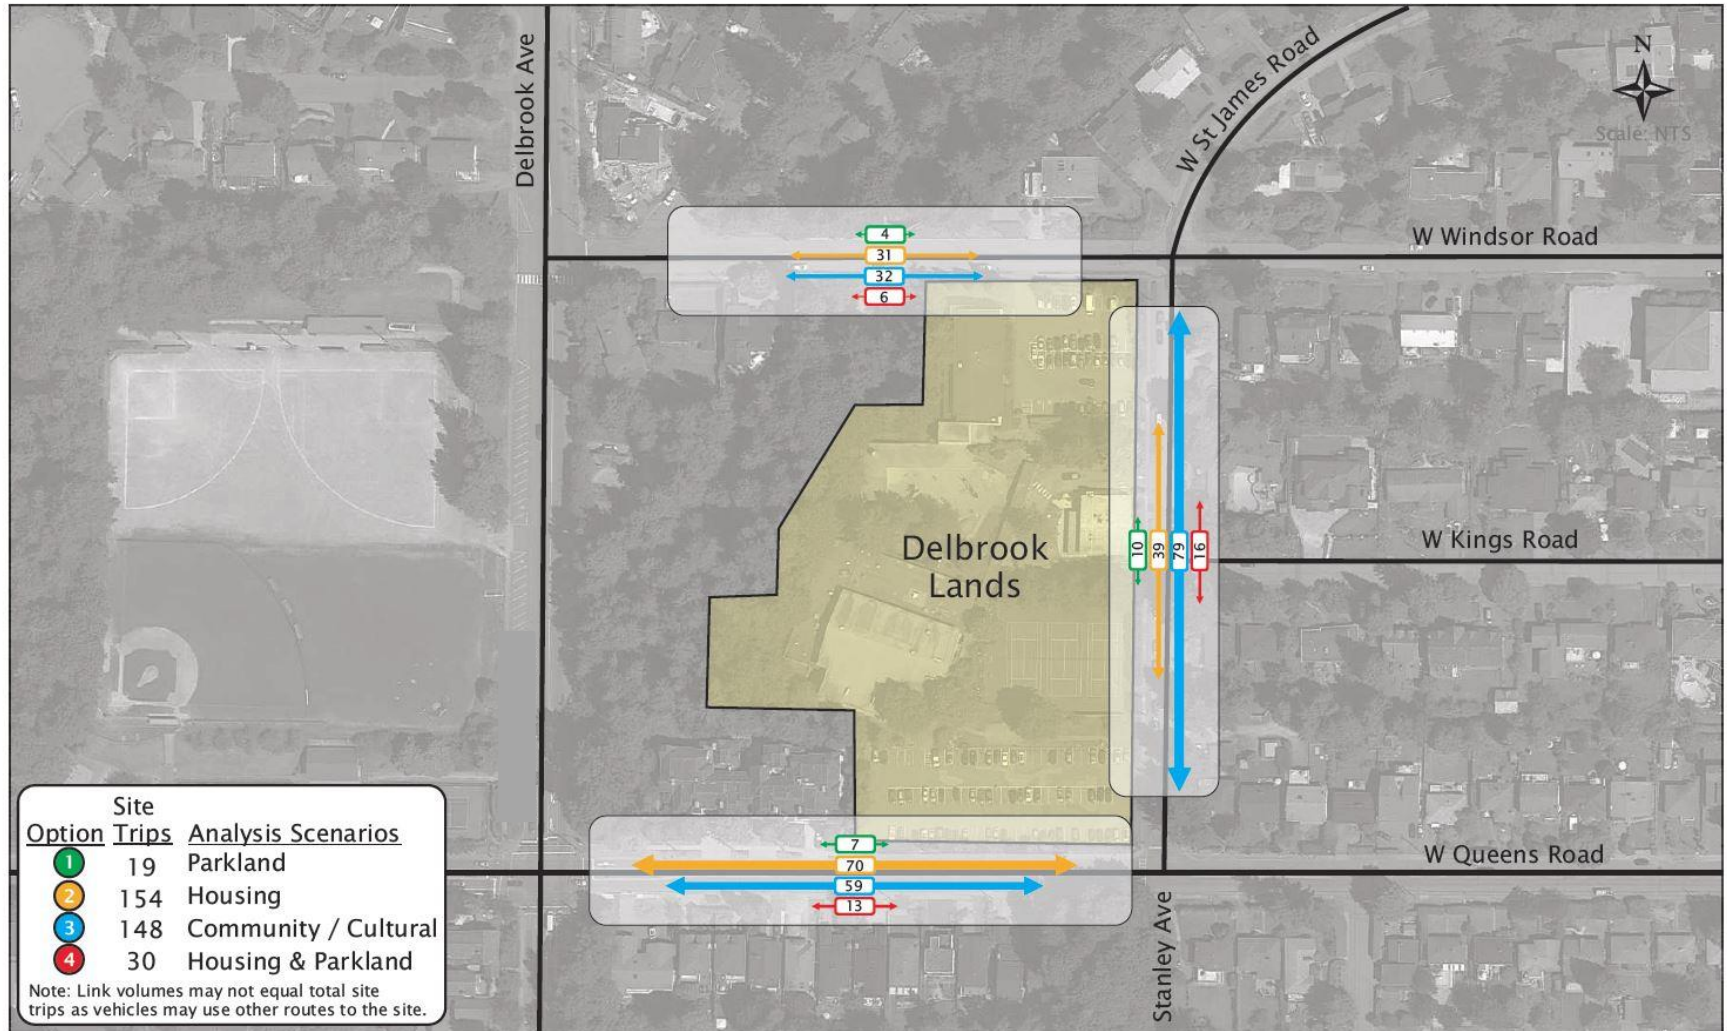 N
Scale: NTS
Delbrook Ave
W St James Road
W Windsor Road
4
31
32
6
10
39
79
16
W Kings Road
Delbrook
Lands
7
70
59
13
W Queens Road
Stanley Ave
Site
Option Trips Analysis Scenarios
1 19 Parkland
2 154 Housing
3 148 Community / Cultural
4 30 Housing & Parkland
Note: Link volumes may not equal total site
trips as vehicles may use other routes to the site.